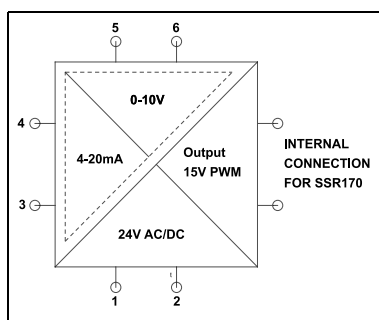 5 6
0-10V
4
4-20mA
Output
15V PWM
INTERNAL
CONNECTION
FOR SSR170
3
24V AC/DC
1 2